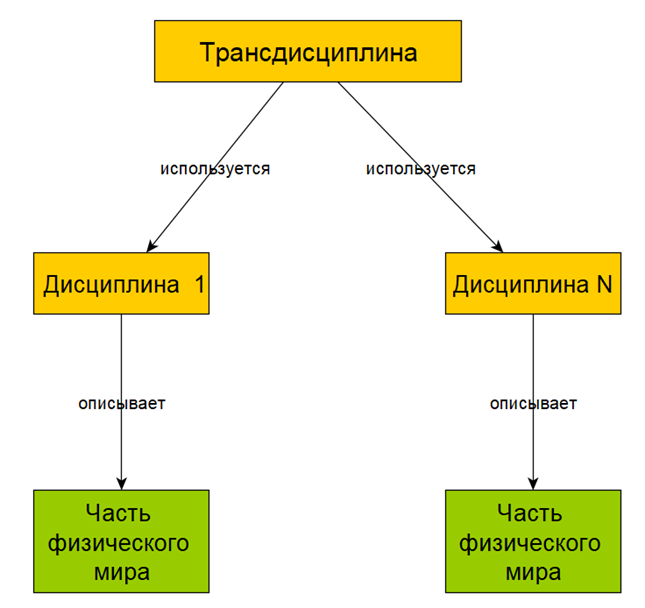 Трансдисциплина
используется
используется
Дисциплина 1
Дисциплина N
описывает
описывает
Часть
физического
мира
Часть
физического
мира